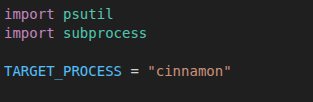 import psutil
import subprocess
TARGET_PROCESS = "cinnamon"